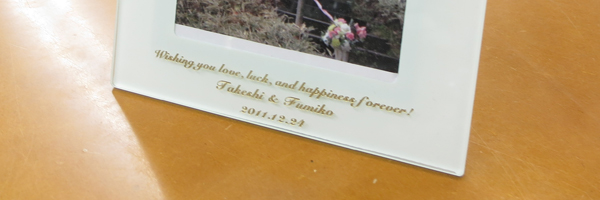 Wishing you love, luck, and happiness forever!
Takeshi & Fumiko
2011.12.24